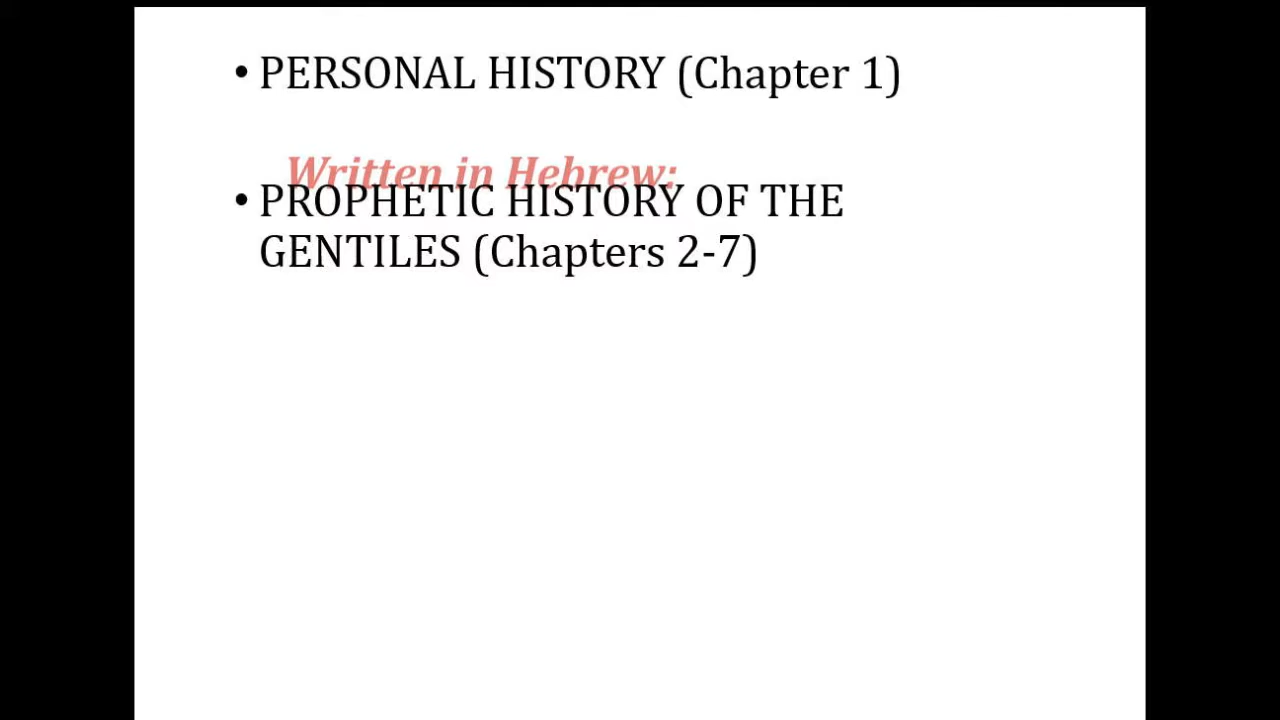 • PERSONAL HISTORY (Chapter 1)
Written in Hebrew:
• PROPHETIC HISTORY OF THE
GENTILES (Chapters 2-7)